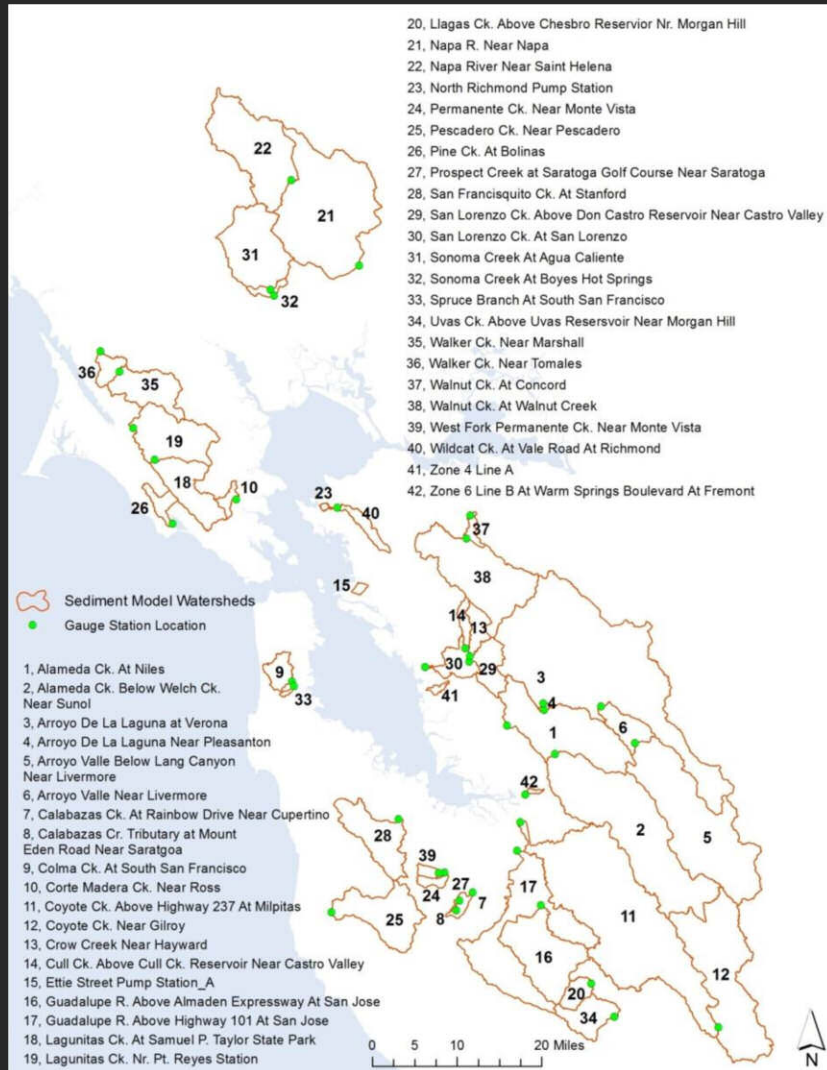 20, Llagas Ck. Above Chesbro Reservior Nr. Morgan Hill
21, Napa R. Near Napa
22, Napa River Near Saint Helena
23, North Richmond Pump Station
24, Permanente Ck. Near Monte Vista
25, Pescadero Ck. Near Pescadero
26, Pine Ck. At Bolinas
27, Prospect Creek at Saratoga Golf Course Near Saratoga
28, San Francisquito Ck. At Stanford
29, San Lorenzo Ck. Above Don Castro Reservoir Near Castro Valley
30, San Lorenzo Ck. At San Lorenzo
31, Sonoma Creek At Agua Caliente
32, Sonoma Creek At Boyes Hot Springs
33, Spruce Branch At South San Francisco
34, Uvas Ck. Above Uvas Resersvoir Near Morgan Hill
35, Walker Ck. Near Marshall
36, Walker Ck. Near Tomales
37, Walnut Ck. At Concord
38, Walnut Ck. At Walnut Creek
39, West Fork Permanente Ck. Near Monte Vista
40, Wildcat Ck. At Vale Road At Richmond
41, Zone 4 Line A
42, Zone 6 Line B At Warm Springs Boulevard At Fremont
22
21
31
32
36
35
19
18
10
26
23
40
37
38
15
14
13
30
29
41
9
33
3
4
1
6
42
2
5
28
39
24
27
7
8
25
17
11
16
12
20
34
Sediment Model Watersheds
Gauge Station Location
1, Alameda Ck. At Niles
2, Alameda Ck. Below Welch Ck.
Near Sunol
3, Arroyo De La Laguna at Verona
4, Arroyo De La Laguna Near Pleasanton
5, Arroyo Valle Below Lang Canyon
Near Livermore
6, Arroyo Valle Near Livermore
7, Calabazas Ck. At Rainbow Drive Near Cupertino
8, Calabazas Cr. Tributary at Mount
Eden Road Near Saratgoa
9, Colma Ck. At South San Francisco
10, Corte Madera Ck. Near Ross
11, Coyote Ck. Above Highway 237 At Milpitas
12, Coyote Ck. Near Gilroy
13, Crow Creek Near Hayward
14, Cull Ck. Above Cull Ck. Reservoir Near Castro Valley
15, Ettie Street Pump Station_A
16, Guadalupe R. Above Almaden Expressway At San Jose
17, Guadalupe R. Above Highway 101 At San Jose
18, Lagunitas Ck. At Samuel P. Taylor State Park
19, Lagunitas Ck. Nr. Pt. Reyes Station
0 5 10 20 Miles
N